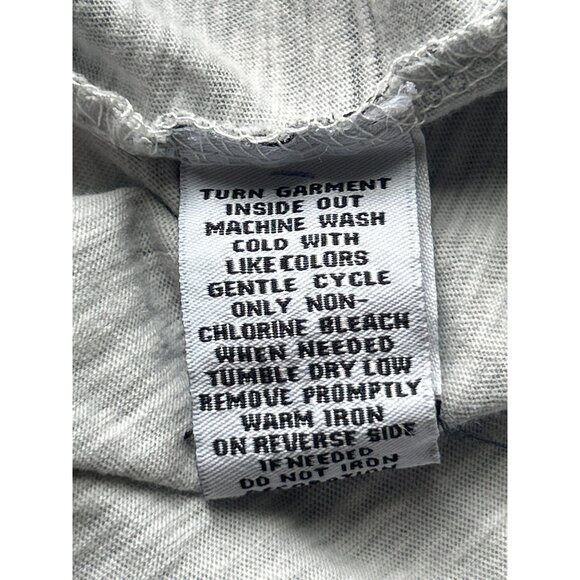 TURN GARMENT
INSIDE OUT
MACHINE WASH
COLD WITH
LIKE COLORS
GENTLE CYCLE
ONLY NON-
CHLORINE BLEACH
WHEN NEEDED
TUMBLE DRY LOW
REMOVE PROMPTLY
WARM IRON
ON REVERSE SIDE
IF NEEDED
DO NOT IRON